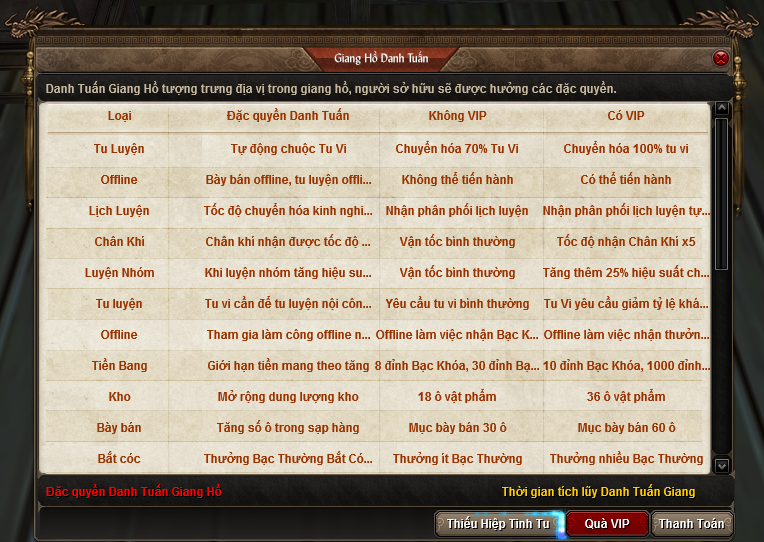 Giang Hồ Danh Tuấn
Danh Tuấn Giang Hồ tượng trưng địa vị trong giang hồ, người sở hữu sẽ được hưởng các đặc quyền.
Loại Đặc quyền Danh Tuấn Không VIP Có VIP
Tu Luyện Tự động chuộc Tu Vi Chuyển hóa 70% Tu Vi Chuyển hóa 100% tu vi
Offline Bày bán offline, tu luyện offli... Không thể tiến hành Có thể tiến hành
Lịch Luyện Tốc độ chuyển hóa kinh nghi... Nhận phân phối lịch luyện Nhận phân phối lịch luyện tự...
Chân Khí Chân khí nhận được tốc độ ... Vận tốc bình thường Tốc độ nhận Chân Khí x5
Luyện Nhóm Khi luyện nhóm tăng hiệu su... Vận tốc bình thường Tăng thêm 25% hiệu suất ch...
Tu luyện Tu vi cần để tu luyện nội côn... Yêu cầu tu vi bình thường Tu Vi yêu cầu giảm tỷ lệ khá...
Offline Tham gia làm công offline n... Offline làm việc nhận Bạc K... Offline làm việc nhận thưởn...
Tiền Bang Giới hạn tiền mang theo tăng 8 đỉnh Bạc Khóa, 30 đỉnh Bạ... 10 đỉnh Bạc Khóa, 1000 đỉnh...
Kho Mở rộng dung lượng kho 18 ô vật phẩm 36 ô vật phẩm
Bày bán Tăng số ô trong sạp hàng Mục bày bán 30 ô Mục bày bán 60 ô
Bắt cóc Thưởng Bạc Thường Bắt Có... Thưởng ít Bạc Thường Thưởng nhiều Bạc Thường
Đặc quyền Danh Tuấn Giang Hồ Thời gian tích lũy Danh Tuấn Giang
Thiếu Hiệp Tinh Tu Quà VIP Thanh Toán